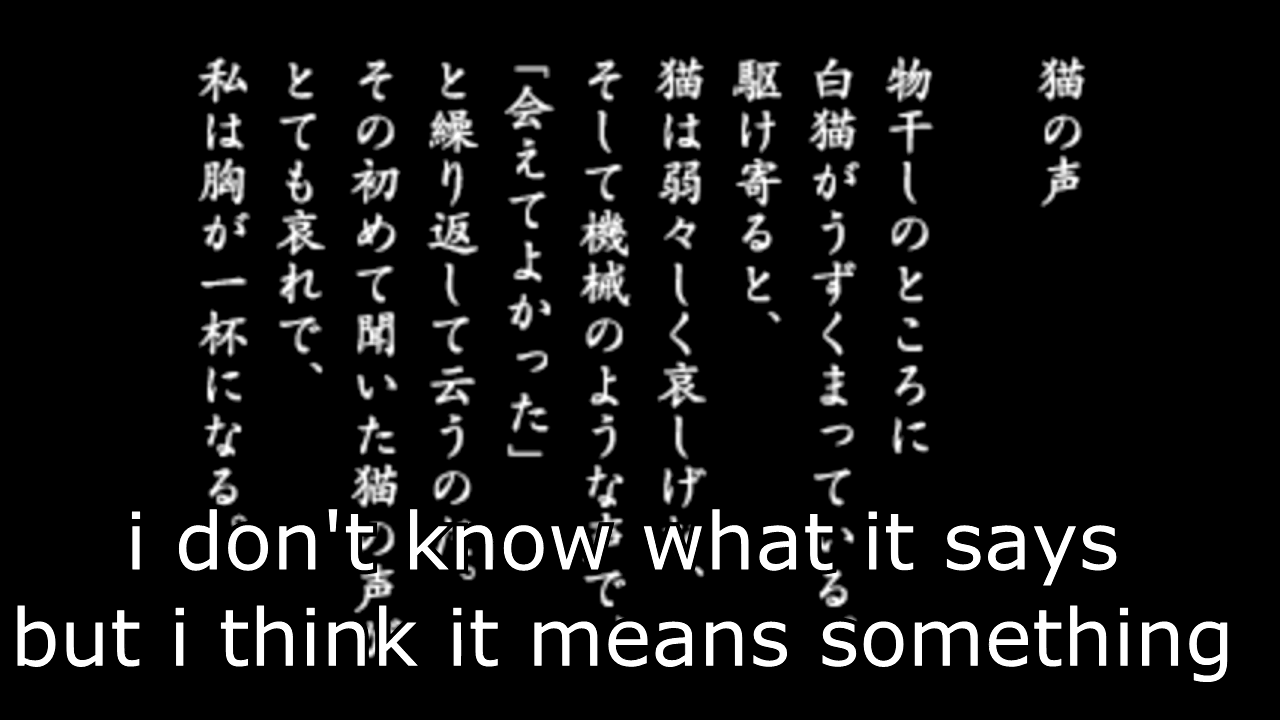 猫の声
物干しのところに
白猫がうずくまっている。
駆け寄ると、
猫は弱々しく哀しげに、
そして機械のような声で、
「会えてよかった」
と繰り返して云うのだ。
その初めて聞いた猫の声が
とても哀れで、
私は胸が一杯になる。
i don't know what it says
but i think it means something